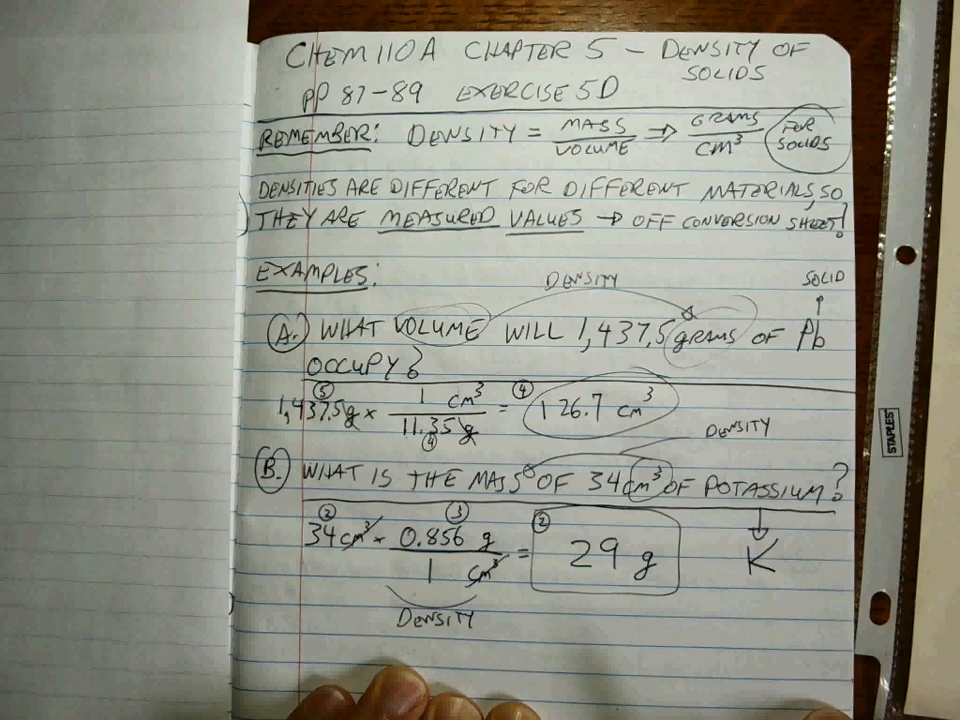 CHEM 110A CHAPTER 5 – DENSITY OF SOLIDS
PP 87-89 EXERCISE 5D
REMEMBER: DENSITY = MASS / VOLUME ⇒ GRAMS / CM³ FOR SOLIDS
DENSITIES ARE DIFFERENT FOR DIFFERENT MATERIALS, SO
THEY ARE MEASURED VALUES → OFF CONVERSION SHEET!
EXAMPLES:
DENSITY
SOLID
A. WHAT VOLUME WILL 1,437.5 grams OF Pb
OCCUPY?
⑤ ④
1,437.5g × 1 cm³ / 11.35 g = 126.7 cm³
④
DENSITY
B. WHAT IS THE MASS OF 34 cm³ OF POTASSIUM?
② ③ ②
34 cm³ × 0.856 g / 1 cm³ = 29 g K
DENSITY
STAPLES